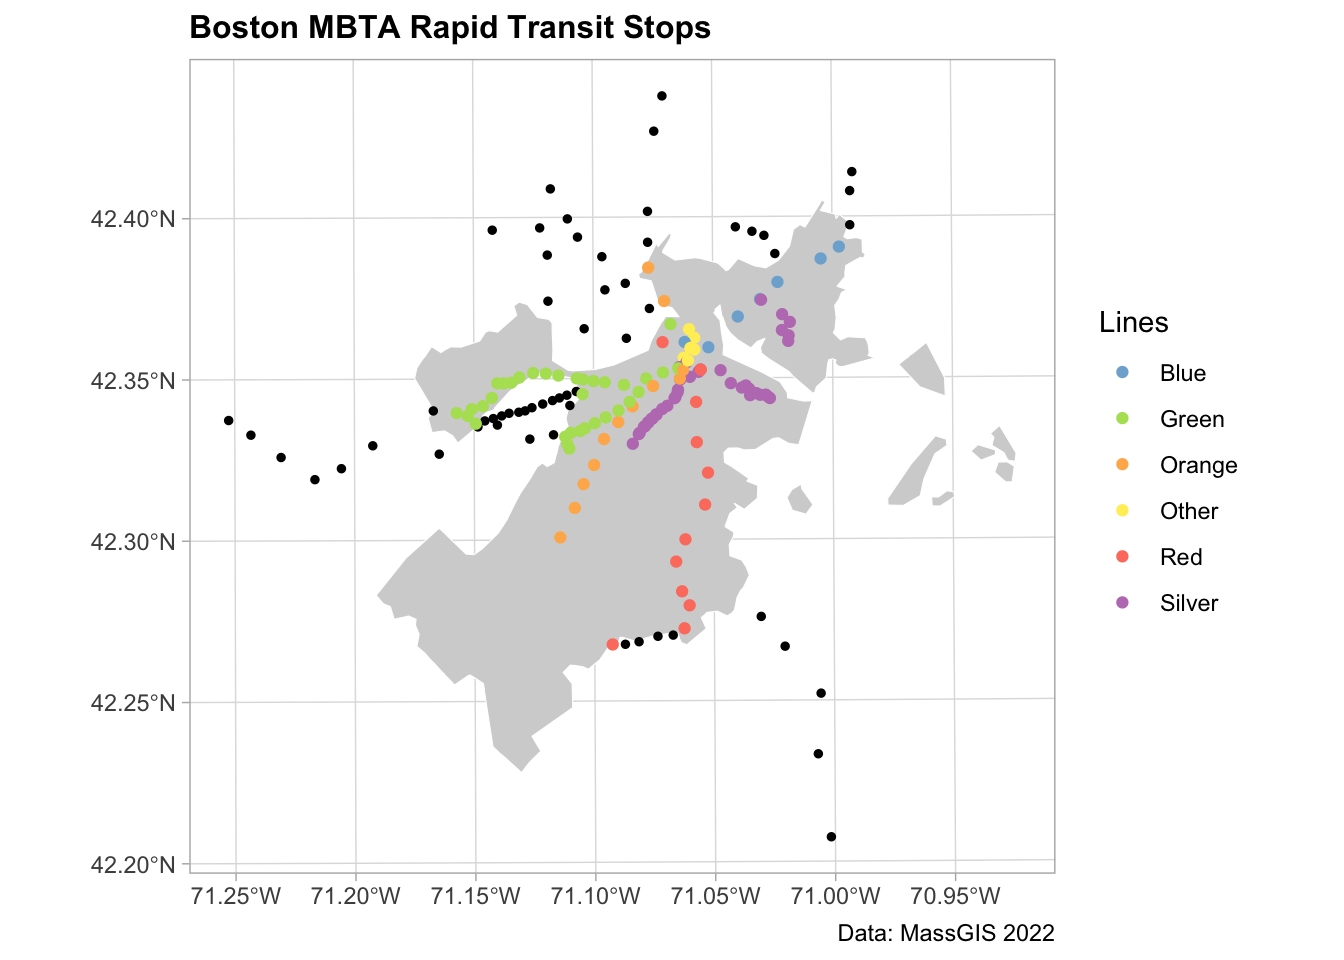 Boston MBTA Rapid Transit Stops
42.40°N
42.35°N
42.30°N
42.25°N
42.20°N
71.25°W 71.20°W 71.15°W 71.10°W 71.05°W 71.00°W 70.95°W
Lines
Blue
Green
Orange
Other
Red
Silver
Data: MassGIS 2022